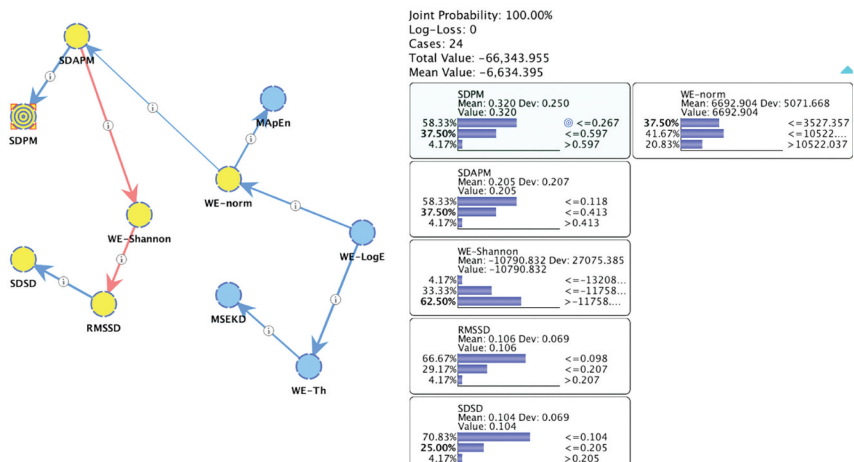 Joint Probability: 100.00%
Log-Loss: 0
Cases: 24
Total Value: -66,343.955
Mean Value: -6,634.395
SDPM
Mean: 0.320 Dev: 0.250
Value: 0.320
58.33% <=0.267
37.50% <=0.597
4.17% >0.597
WE-norm
Mean: 6692.904 Dev: 5071.668
Value: 6692.904
37.50% <=3527.357
41.67% <=10522....
20.83% >10522.037
SDAPM
Mean: 0.205 Dev: 0.207
Value: 0.205
58.33% <=0.118
37.50% <=0.413
4.17% >0.413
WE-Shannon
Mean: -10790.832 Dev: 27075.385
Value: -10790.832
4.17% <=-13208...
33.33% <=-11758...
62.50% >-11758....
RMSSD
Mean: 0.106 Dev: 0.069
Value: 0.106
66.67% <=0.098
29.17% <=0.207
4.17% >0.207
SDSD
Mean: 0.104 Dev: 0.069
Value: 0.104
70.83% <=0.104
25.00% <=0.205
4.17% >0.205
SDAPM
SDPM
MApEn
WE-norm
WE-Shannon
WE-LogE
SDSD
RMSSD
MSEKD
WE-Th
i
i
i
i
i
i
i
i
i